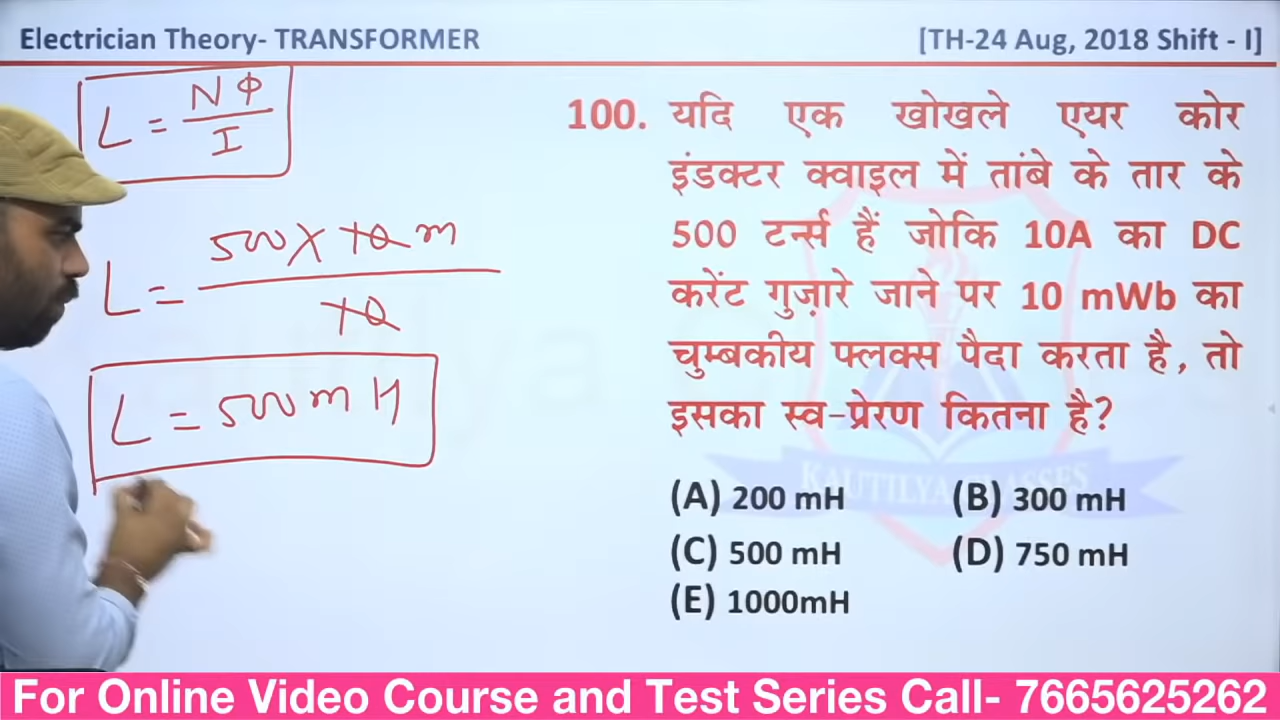 Electrician Theory- TRANSFORMER
[TH-24 Aug, 2018 Shift - I]
L = NΦ / I
L = 500 X 10 m / 10
L = 500 m H
100. यदि एक खोखले एयर कोर
इंडक्टर क्वाइल में तांबे के तार के
500 टर्न्स हैं जोकि 10A का DC
करेंट गुज़ारे जाने पर 10 mWb का
चुम्बकीय फ्लक्स पैदा करता है, तो
इसका स्व-प्रेरण कितना है?
(A) 200 mH (B) 300 mH
(C) 500 mH (D) 750 mH
(E) 1000mH
KAUTILYA CLASSES
For Online Video Course and Test Series Call- 7665625262